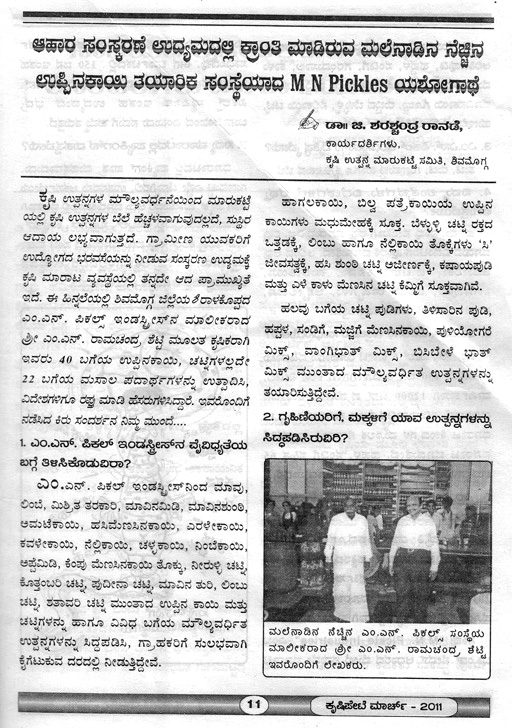 ಆಹಾರ ಸಂಸ್ಕರಣೆ ಉದ್ಯಮದಲ್ಲಿ ಕ್ರಾಂತಿ ಮಾಡಿರುವ ಮಲೆನಾಡಿನ ನೆಚ್ಚಿನ
ಉಪ್ಪಿನಕಾಯಿ ತಯಾರಿಕ ಸಂಸ್ಥೆಯಾದ M N Pickles ಯಶೋಗಾಥೆ
ಡಾ॥ ಜಿ. ಶರಶ್ಚಂದ್ರ ರಾನಡೆ,
ಕಾರ್ಯದರ್ಶಿಗಳು,
ಕೃಷಿ ಉತ್ಪನ್ನ ಮಾರುಕಟ್ಟೆ ಸಮಿತಿ, ಶಿವಮೊಗ್ಗ
ಕೃಷಿ ಉತ್ಪನ್ನಗಳ ಮೌಲ್ಯವರ್ಧನೆಯಿಂದ ಮಾರುಕಟ್ಟೆ
ಯಲ್ಲಿ ಕೃಷಿ ಉತ್ಪನ್ನಗಳ ಬೆಲೆ ಹೆಚ್ಚಳವಾಗುವುದಲ್ಲದೆ, ಸುಸ್ಥಿರ
ಆದಾಯ ಲಭ್ಯವಾಗುತ್ತದೆ. ಗ್ರಾಮೀಣ ಯುವಕರಿಗೆ
ಉದ್ಯೋಗದ ಭರವಸೆಯನ್ನು ನೀಡುವ ಸಂಸ್ಕರಣ ಉದ್ಯಮಕ್ಕೆ
ಕೃಷಿ ಮಾರಾಟ ವ್ಯವಸ್ಥೆಯಲ್ಲಿ ತನ್ನದೇ ಆದ ಪ್ರಾಮುಖ್ಯತೆ
ಇದೆ. ಈ ಹಿನ್ನಲೆಯಲ್ಲಿ ಶಿವಮೊಗ್ಗ ಜಿಲ್ಲೆಯ ಶಿರಾಳಕೊಪ್ಪದ
ಎಂ.ಎನ್. ಪಿಕಲ್ಸ್ ಇಂಡಸ್ಟ್ರೀಸ್‌ನ ಮಾಲೀಕರಾದ
ಶ್ರೀ ಎಂ.ಎನ್. ರಾಮಚಂದ್ರ, ಶೆಟ್ಟಿ ಮೂಲತ ಕೃಷಿಕರಾಗಿ
ಇವರು 40 ಬಗೆಯ ಉಪ್ಪಿನಕಾಯಿ, ಚಟ್ನಿಗಳಲ್ಲದೇ
22 ಬಗೆಯ ಮಸಾಲ ಪದಾರ್ಥಗಳನ್ನು ಉತ್ಪಾದಿಸಿ,
ವಿದೇಶಗಳಿಗೂ ರಫ್ತು ಮಾಡಿ ಹೆಸರುಗಳಿಸಿದ್ದಾರೆ. ಇವರೊಂದಿಗೆ
ನಡೆಸಿದ ಕಿರು ಸಂದರ್ಶನ ನಿಮ್ಮ ಮುಂದೆ....
1. ಎಂ.ಎನ್. ಪಿಕಲ್ ಇಂಡಸ್ಟ್ರೀಸ್‌ನ ವೈವಿಧ್ಯತೆಯ
ಬಗ್ಗೆ ತಿಳಿಸಿಕೊಡುವಿರಾ?
ಎಂ.ಎನ್. ಪಿಕಲ್ ಇಂಡಸ್ಟ್ರೀಸ್‌ನಿಂದ ಮಾವು,
ಲಿಂಬೆ, ಮಿಶ್ರಿತ ತರಕಾರಿ, ಮಾವಿನಮಿಡಿ, ಮಾವಿನಶುಂಠಿ,
ಅಮಟೆಕಾಯಿ, ಹಸಿಮೆಣಸಿನಕಾಯಿ, ಎರಳೇಕಾಯಿ,
ಕವಳೇಕಾಯಿ, ನೆಲ್ಲಿಕಾಯಿ, ಚಳ್ಳಕಾಯಿ, ನಿಂಬೆಕಾಯಿ,
ಅಪ್ಪೆಮಿಡಿ, ಕೆಂಪು ಮೆಣಸಿನಕಾಯಿ ತೊಕ್ಕು, ನೀರುಳ್ಳಿ ಚಟ್ನಿ,
ಕೊತ್ತಂಬರಿ ಚಟ್ನಿ, ಪುದೀನಾ ಚಟ್ನಿ, ಮಾವಿನ ತುರಿ, ಲಿಂಬು
ಚಟ್ನಿ, ಶತಾವರಿ ಚಟ್ನಿ ಮುಂತಾದ ಉಪ್ಪಿನ ಕಾಯಿ ಮತ್ತು
ಚಟ್ನಿಗಳನ್ನು ಹಾಗೂ ವಿವಿಧ ಬಗೆಯ ಮೌಲ್ಯವರ್ಧಿತ
ಉತ್ಪನ್ನಗಳನ್ನು ಸಿದ್ದಪಡಿಸಿ, ಗ್ರಾಹಕರಿಗೆ ಸುಲಭವಾಗಿ
ಕೈಗೆಟುಕುವ ದರದಲ್ಲಿ ನೀಡುತ್ತಿದ್ದೇವೆ.
ಹಾಗಲಕಾಯಿ, ಬಿಲ್ವ ಪತ್ರೆಕಾಯಿಯ ಉಪ್ಪಿನ
ಕಾಯಿಗಳು ಮಧುಮೇಹಕ್ಕೆ ಸೂಕ್ತ. ಬೆಳ್ಳುಳ್ಳಿ ಚಟ್ನಿ ರಕ್ತದ
ಒತ್ತಡಕ್ಕೆ, ಲಿಂಬು ಹಾಗೂ ನೆಲ್ಲಿಕಾಯಿ ತೊಕ್ಕೆಗಳು 'ಸಿ'
ಜೀವಸತ್ವಕ್ಕೆ, ಹಸಿ ಶುಂಠಿ ಚಟ್ನಿ ಅಜೀರ್ಣಕ್ಕೆ, ಕಷಾಯಪುಡಿ
ಮತ್ತು ಎಳೆ ಕಾಳು ಮೆಣಸಿನ ಚಟ್ನಿ ಕೆಮ್ಮಿಗೆ ಸೂಕ್ತವಾಗಿವೆ.
ಹಲವು ಬಗೆಯ ಚಟ್ನಿ ಪುಡಿಗಳು, ತಿಳಿಸಾರಿನ ಪುಡಿ,
ಹಪ್ಪಳ, ಸಂಡಿಗೆ, ಮಜ್ಜಿಗೆ ಮೆಣಸಿನಕಾಯಿ, ಪುಳಿಯೋಗರೆ
ಮಿಕ್ಸ್, ವಾಂಗಿಭಾತ್ ಮಿಕ್ಸ್, ಬಿಸಿಬೇಳೆ ಭಾತ್
ಮಿಕ್ಸ್ ಮುಂತಾದ ಮೌಲ್ಯವರ್ಧಿತ ಉತ್ಪನ್ನಗಳನ್ನು
ತಯಾರಿಸುತ್ತಿದ್ದೇವೆ.
2. ಗೃಹಿಣಿಯರಿಗೆ, ಮಕ್ಕಳಗೆ ಯಾವ ಉತ್ಪನ್ನಗಳನ್ನು
ಸಿದ್ಧಪಡಿಸಿರುವಿರಿ?
ಮಲೆನಾಡಿನ ನೆಚ್ಚಿನ ಎಂ.ಎನ್. ಪಿಕಲ್ಸ್ ಸಂಸ್ಥೆಯ
ಮಾಲೀಕರಾದ ಶ್ರೀ ಎಂ.ಎನ್. ರಾಮಚಂದ್ರ ಶೆಟ್ಟಿ
ಇವರೊಂದಿಗೆ ಲೇಖಕರು.
11
ಕೃಷಿಪೇಟೆ ಮಾರ್ಚ್ - 2011